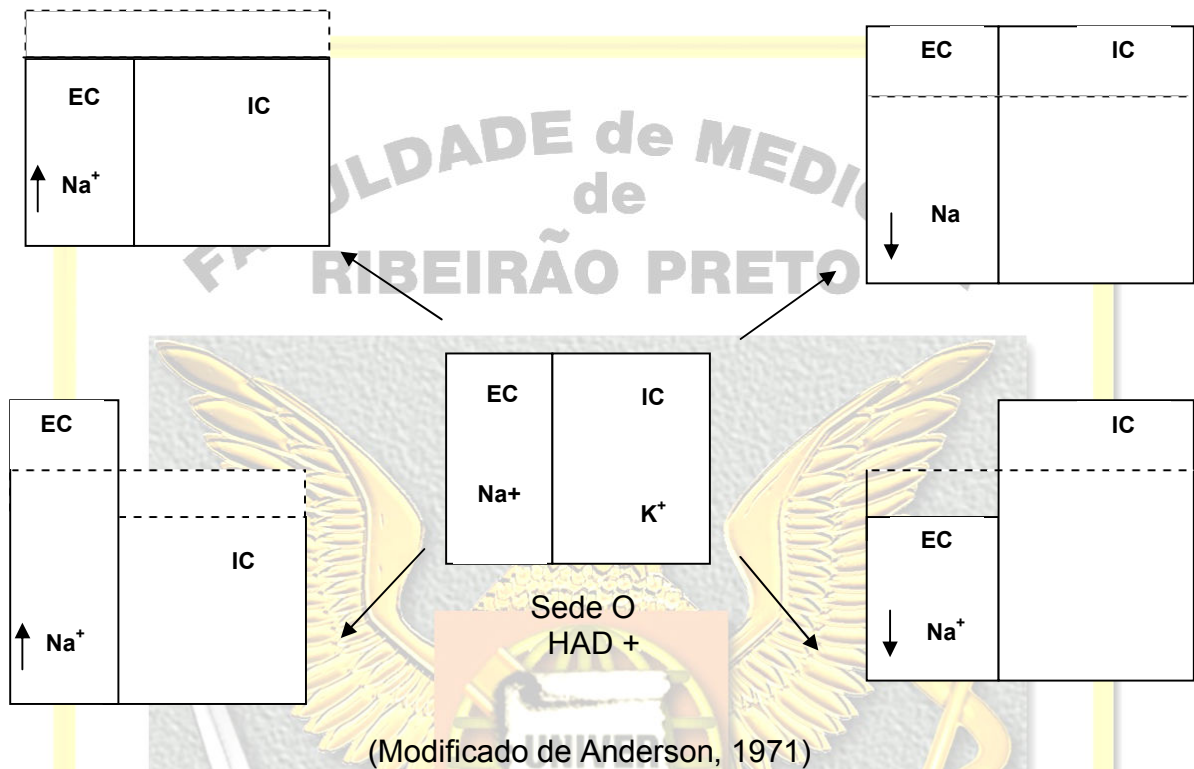 EC IC
↑ Na⁺
EC IC
↓ Na
FACULDADE de MEDICINA
de
RIBEIRÃO PRETO
EC IC
Na+ K⁺
EC
IC
↑ Na⁺
IC
EC
↓ Na⁺
Sede O
HAD +
(Modificado de Anderson, 1971)